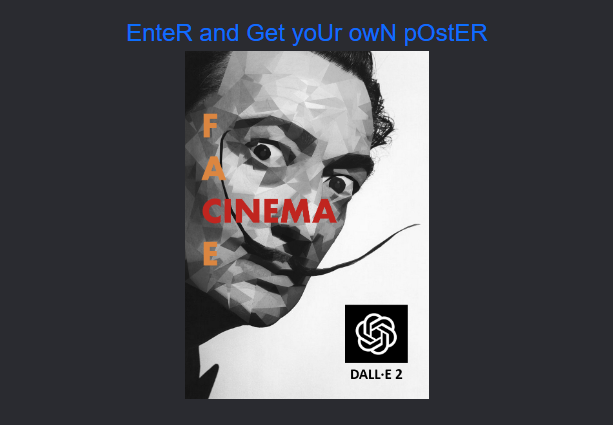 EnteR and Get yoUr owN pOstER
F
A
CINEMA
E
DALL·E 2